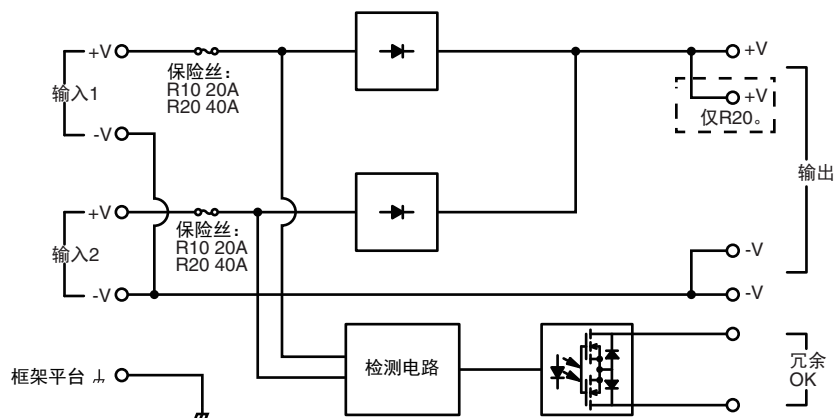 +V
输入1
-V
保险丝：
R10 20A
R20 40A
+V
+V
仅R20。
输出
+V
输入2
-V
保险丝：
R10 20A
R20 40A
-V
-V
框架平台
检测电路
冗余
OK